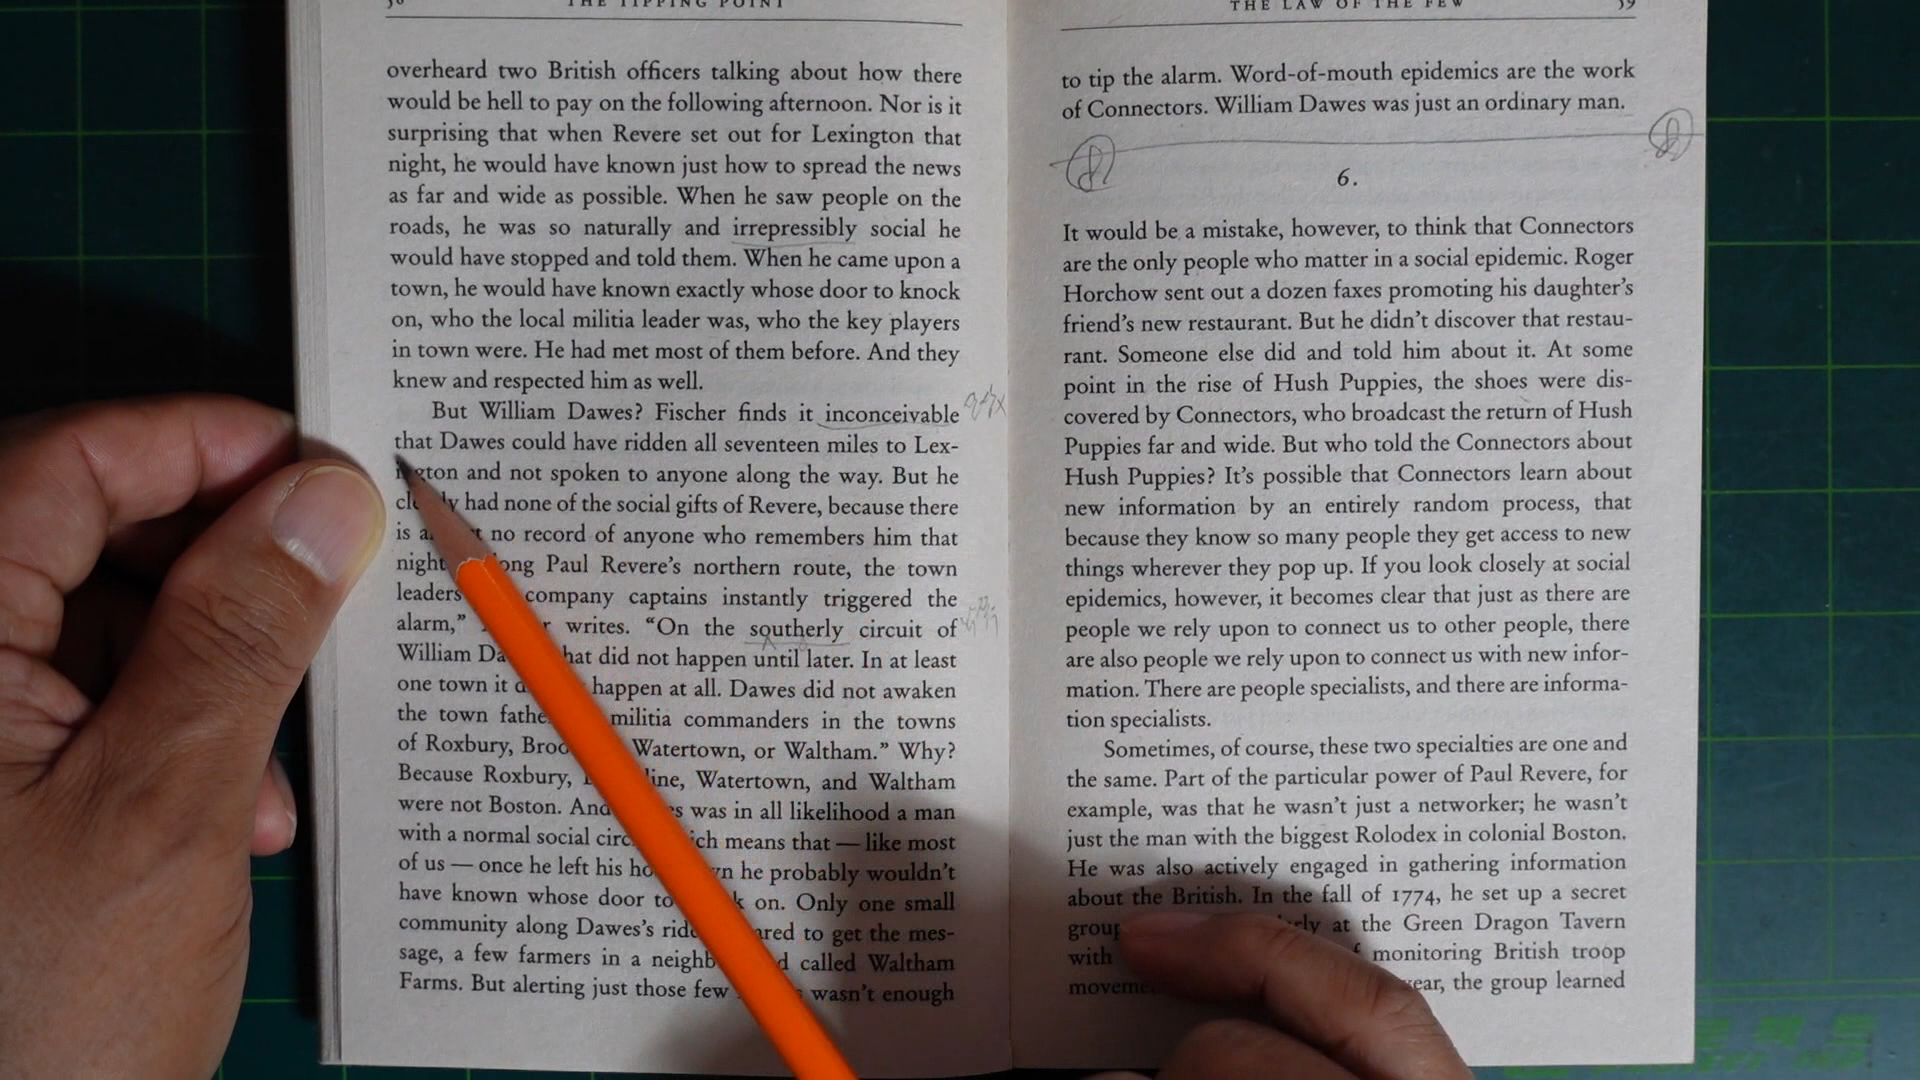 THE TIPPING POINT
overheard two British officers talking about how there
would be hell to pay on the following afternoon. Nor is it
surprising that when Revere set out for Lexington that
night, he would have known just how to spread the news
as far and wide as possible. When he saw people on the
roads, he was so naturally and irrepressibly social he
would have stopped and told them. When he came upon a
town, he would have known exactly whose door to knock
on, who the local militia leader was, who the key players
in town were. He had met most of them before. And they
knew and respected him as well.
But William Dawes? Fischer finds it inconceivable
that Dawes could have ridden all seventeen miles to Lex-
ington and not spoken to anyone along the way. But he
had none of the social gifts of Revere, because there
is no record of anyone who remembers him that
night Paul Revere's northern route, the town
leaders company captains instantly triggered the
alarm,” writes. “On the southerly circuit of
William that did not happen until later. In at least
one town it happen at all. Dawes did not awaken
the town militia commanders in the towns
of Roxbury, Watertown, or Waltham.” Why?
Because Roxbury, Watertown, and Waltham
were not Boston. And was in all likelihood a man
with a normal social means that — like most
of us — once he left his he probably wouldn't
have known whose door to on. Only one small
community along Dawes's to get the mes-
sage, a few farmers in a called Waltham
Farms. But alerting just those few wasn't enough
THE LAW OF THE FEW 59
to tip the alarm. Word-of-mouth epidemics are the work
of Connectors. William Dawes was just an ordinary man.
6.
It would be a mistake, however, to think that Connectors
are the only people who matter in a social epidemic. Roger
Horchow sent out a dozen faxes promoting his daughter's
friend's new restaurant. But he didn't discover that restau-
rant. Someone else did and told him about it. At some
point in the rise of Hush Puppies, the shoes were dis-
covered by Connectors, who broadcast the return of Hush
Puppies far and wide. But who told the Connectors about
Hush Puppies? It's possible that Connectors learn about
new information by an entirely random process, that
because they know so many people they get access to new
things wherever they pop up. If you look closely at social
epidemics, however, it becomes clear that just as there are
people we rely upon to connect us to other people, there
are also people we rely upon to connect us with new infor-
mation. There are people specialists, and there are informa-
tion specialists.
Sometimes, of course, these two specialties are one and
the same. Part of the particular power of Paul Revere, for
example, was that he wasn't just a networker; he wasn't
just the man with the biggest Rolodex in colonial Boston.
He was also actively engaged in gathering information
about the British. In the fall of 1774, he set up a secret
group at the Green Dragon Tavern
with monitoring British troop
the group learned